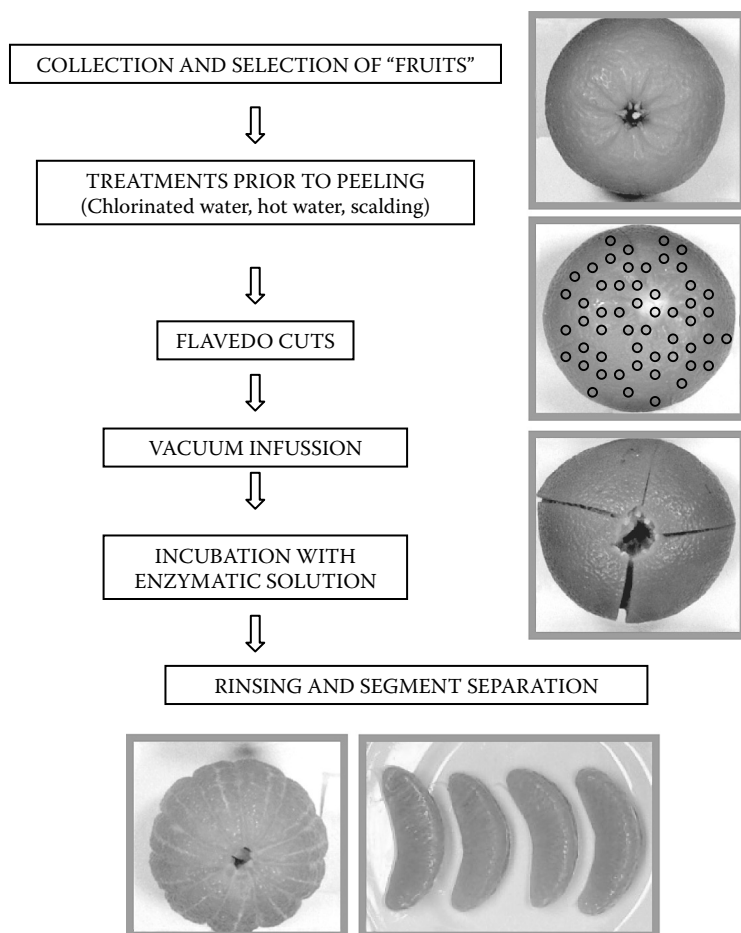 COLLECTION AND SELECTION OF “FRUITS”
TREATMENTS PRIOR TO PEELING
(Chlorinated water, hot water, scalding)
FLAVEDO CUTS
VACUUM INFUSSION
INCUBATION WITH
ENZYMATIC SOLUTION
RINSING AND SEGMENT SEPARATION